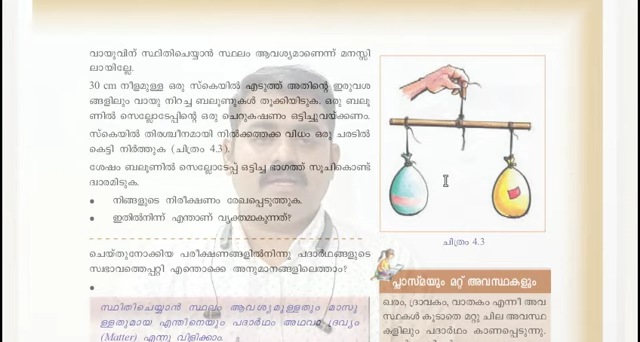 വായുവിന് സ്ഥിതിചെയ്യാൻ സ്ഥലം ആവശ്യമാണെന്ന് മനസ്സി
ലായില്ലേ.
30 cm നീളമുള്ള ഒരു സ്കെയിൽ എടുത്ത് അതിന്റെ ഇരുവശ
ങ്ങളിലും വായു നിറച്ച ബലൂണുകൾ തൂക്കിയിടുക. ഒരു ബലൂ
ണിൽ സെല്ലോടേപ്പിന്റെ ഒരു ചെറുകഷണം ഒട്ടിച്ചുവയ്ക്കണം.
സ്കെയിൽ തിരശ്ചീനമായി നിൽക്കത്തക്ക വിധം ഒരു ചരടിൽ
കെട്ടി നിർത്തുക (ചിത്രം 4.3).
ശേഷം ബലൂണിൽ സെല്ലോടേപ്പ് ഒട്ടിച്ച ഭാഗത്ത് സൂചികൊണ്ട്
ദ്വാരമിടുക.
• നിങ്ങളുടെ നിരീക്ഷണം രേഖപ്പെടുത്തുക.
• ഇതിൽനിന്ന് എന്താണ് വ്യക്തമാകുന്നത്?
ചെയ്തുനോക്കിയ പരീക്ഷണങ്ങളിൽനിന്നു പദാർഥങ്ങളുടെ
സ്വഭാവത്തെപ്പറ്റി എന്തൊക്കെ അനുമാനങ്ങളിലെത്താം?
•
സ്ഥിതിചെയ്യാൻ സ്ഥലം ആവശ്യമുള്ളതും മാസു
ള്ളതുമായ എന്തിനെയും പദാർഥം അഥവാ ദ്രവ്യം
(Matter) എന്നു വിളിക്കാം.
ചിത്രം 4.3
പ്ലാസ്മയും മറ്റ് അവസ്ഥകളും
ഖരം, ദ്രാവകം, വാതകം എന്നീ അവ
സ്ഥകൾ കൂടാതെ മറ്റു ചില അവസ്ഥ
കളിലും പദാർത്ഥം കാണപ്പെടുന്നു.